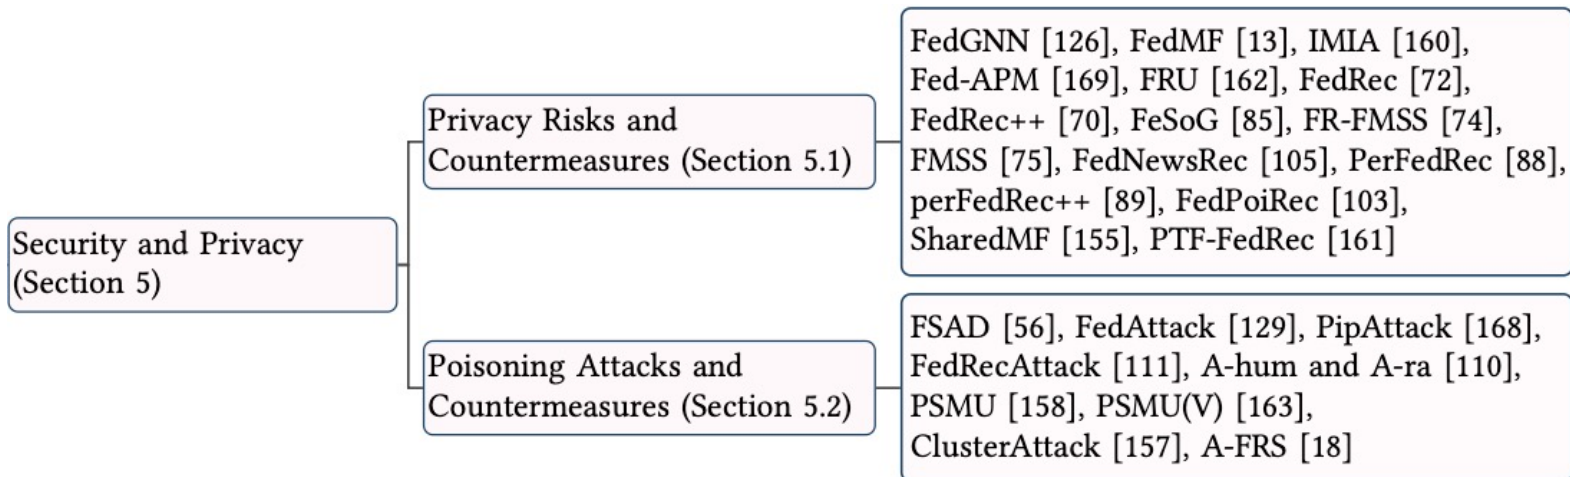 Security and Privacy
(Section 5)
Privacy Risks and
Countermeasures (Section 5.1)
FedGNN [126], FedMF [13], IMIA [160],
Fed-APM [169], FRU [162], FedRec [72],
FedRec++ [70], FeSoG [85], FR-FMSS [74],
FMSS [75], FedNewsRec [105], PerFedRec [88],
perFedRec++ [89], FedPoiRec [103],
SharedMF [155], PTF-FedRec [161]
Poisoning Attacks and
Countermeasures (Section 5.2)
FSAD [56], FedAttack [129], PipAttack [168],
FedRecAttack [111], A-hum and A-ra [110],
PSMU [158], PSMU(V) [163],
ClusterAttack [157], A-FRS [18]